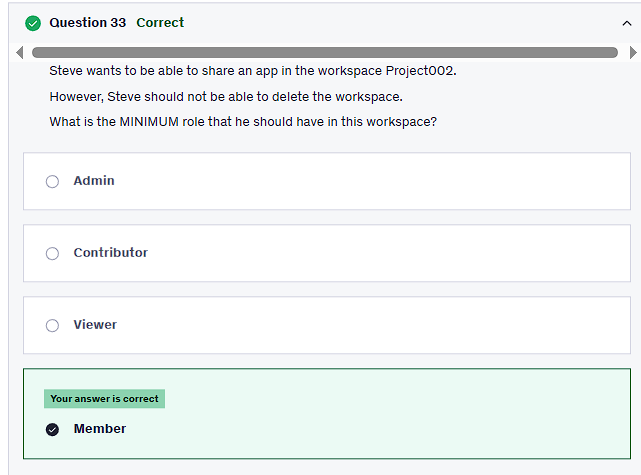 Question 33 Correct
Steve wants to be able to share an app in the workspace Project002.
However, Steve should not be able to delete the workspace.
What is the MINIMUM role that he should have in this workspace?
Admin
Contributor
Viewer
Your answer is correct
Member